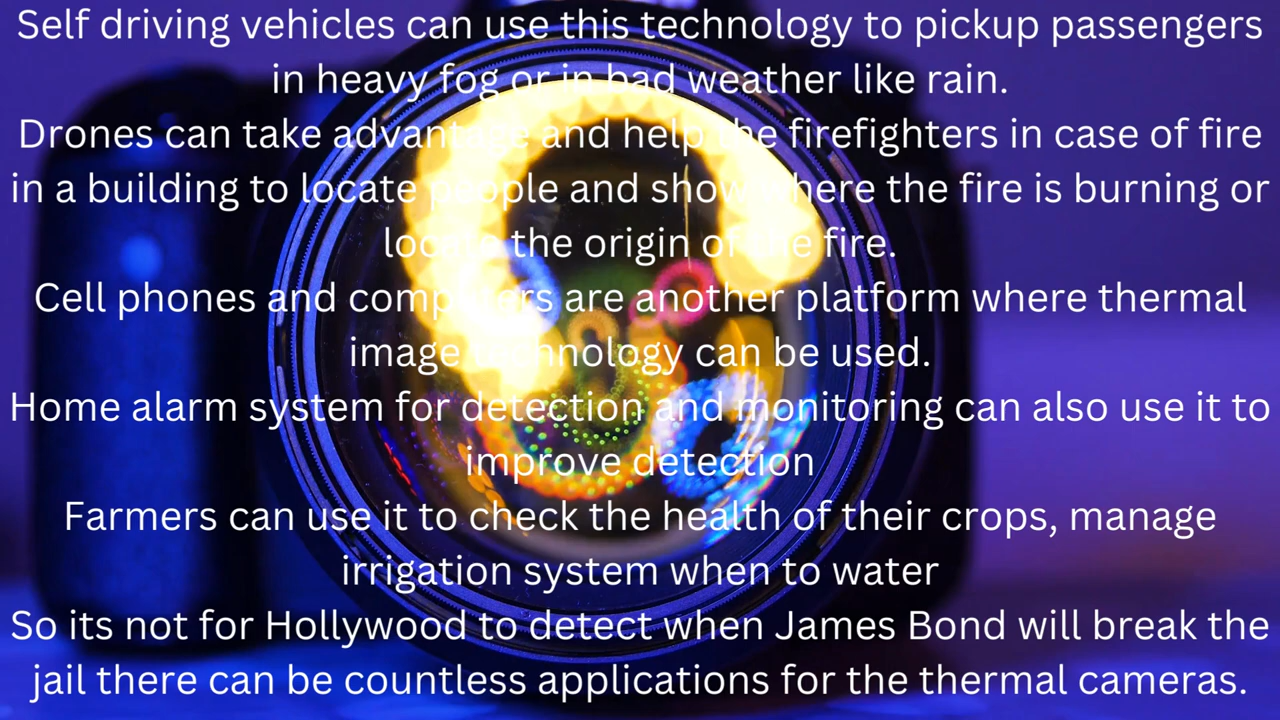 Self driving vehicles can use this technology to pickup passengers
in heavy fog or in bad weather like rain.
Drones can take advantage and help the firefighters in case of fire
in a building to locate people and show where the fire is burning or
locate the origin of the fire.
Cell phones and computers are another platform where thermal
image technology can be used.
Home alarm system for detection and monitoring can also use it to
improve detection
Farmers can use it to check the health of their crops, manage
irrigation system when to water
So its not for Hollywood to detect when James Bond will break the
jail there can be countless applications for the thermal cameras.